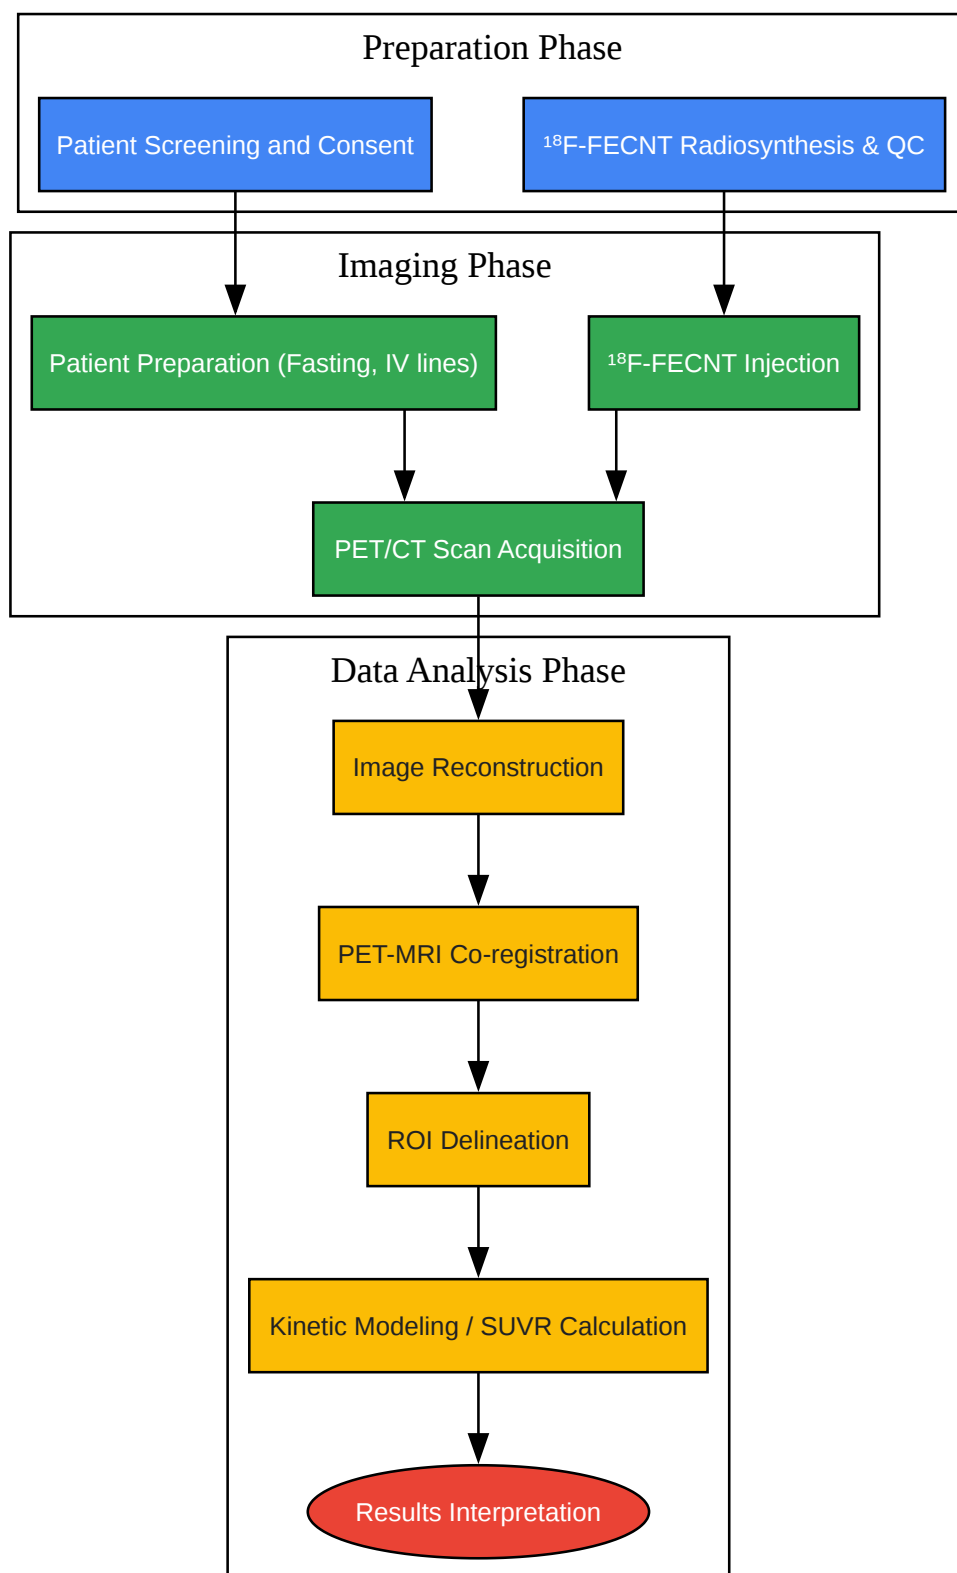 Preparation Phase
Patient Screening and Consent
¹⁸F-FECNT Radiosynthesis & QC
Imaging Phase
Patient Preparation (Fasting, IV lines)
¹⁸F-FECNT Injection
PET/CT Scan Acquisition
Data Analysis Phase
Image Reconstruction
PET-MRI Co-registration
ROI Delineation
Kinetic Modeling / SUVR Calculation
Results Interpretation